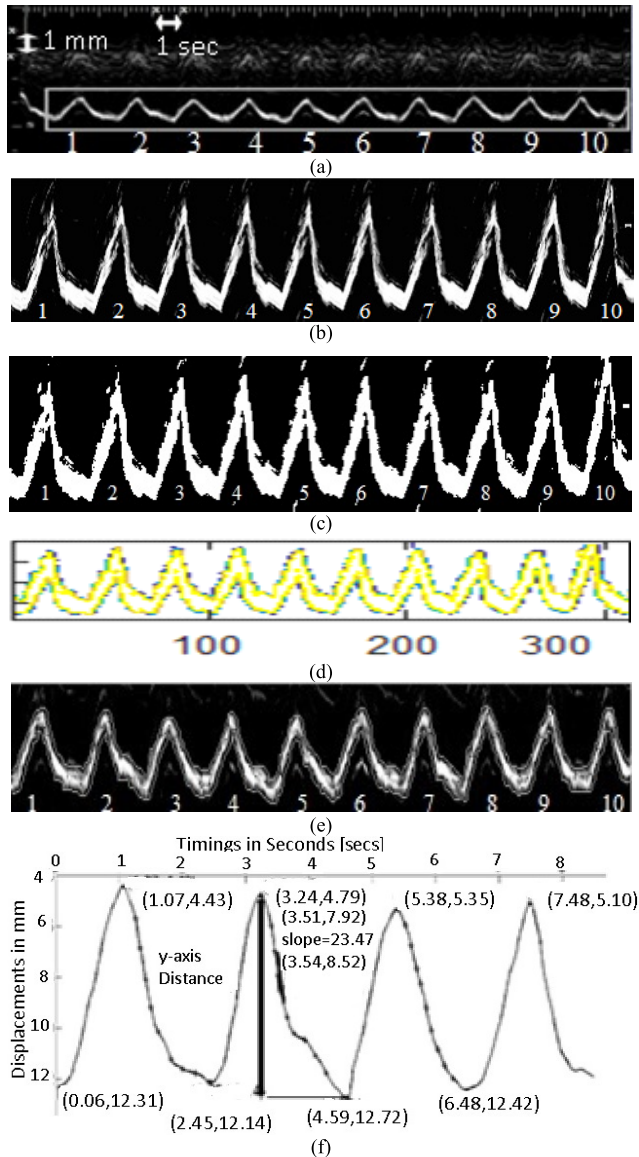 1 mm
1 sec
1 2 3 4 5 6 7 8 9 10
(a)
1 2 3 4 5 6 7 8 9 10
(b)
1 2 3 4 5 6 7 8 9 10
(c)
100 200 300
(d)
1 2 3 4 5 6 7 8 9 10
(e)
Timings in Seconds [secs]
0 1 2 3 4 5 6 7 8
4
6
8
10
12
Displacements in mm
(1.07,4.43)
(3.24,4.79)
(5.38,5.35)
(7.48,5.10)
(3.51,7.92)
slope=23.47
(3.54,8.52)
y-axis
Distance
(0.06,12.31)
(2.45,12.14)
(4.59,12.72)
(6.48,12.42)
(f)